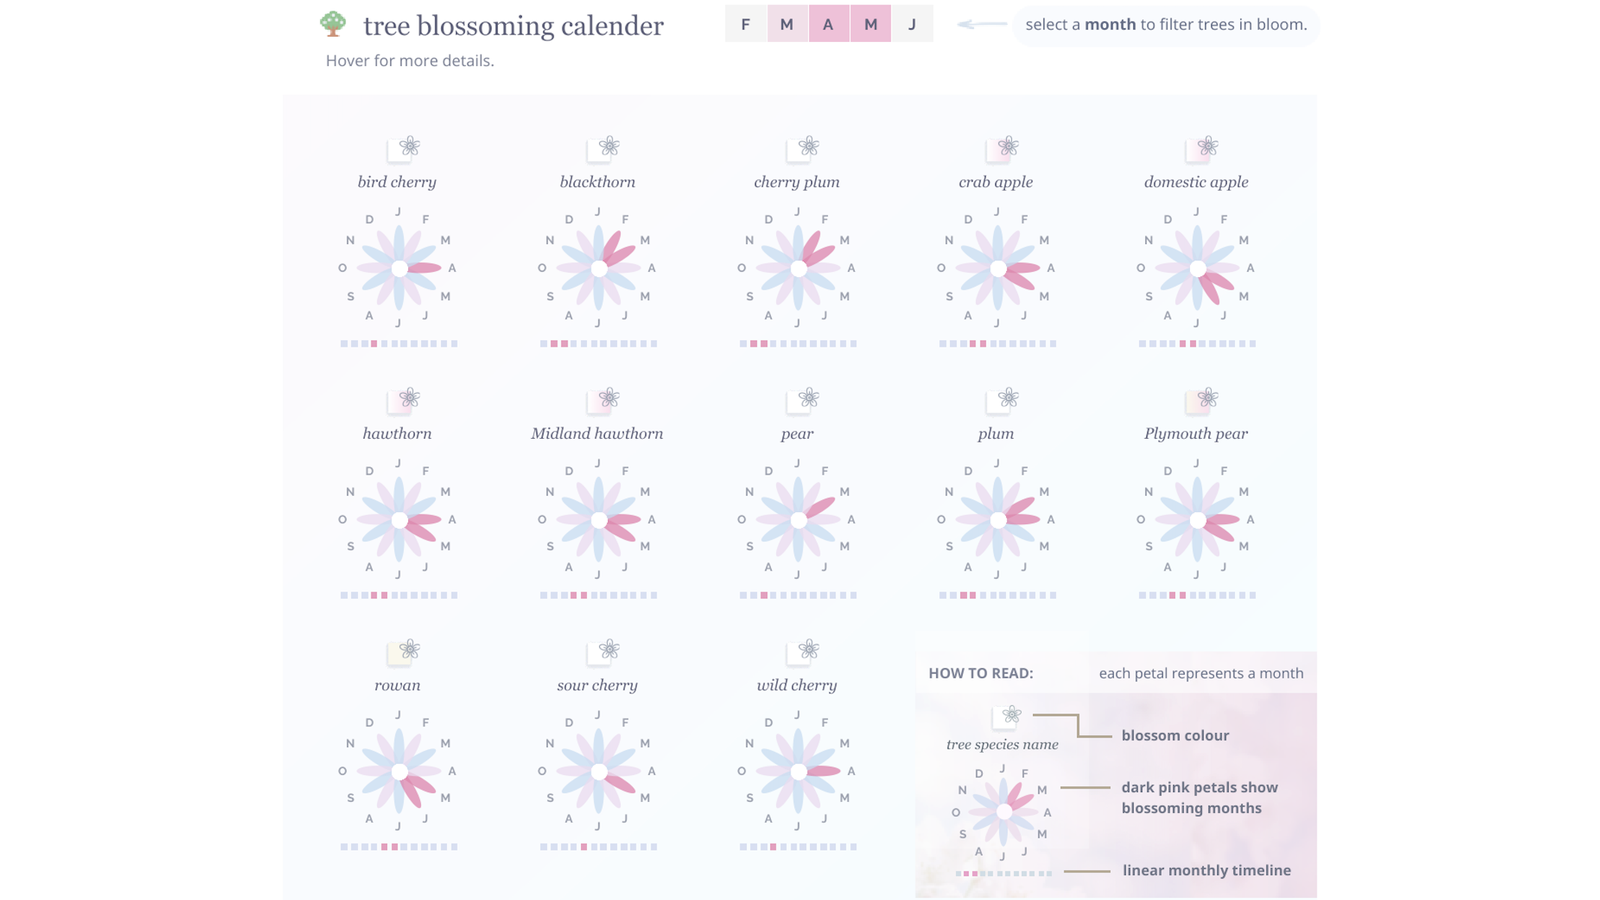 tree blossoming calender
F M A M J
select a month to filter trees in bloom.
Hover for more details.
bird cherry
J F M A M J J A S O N D
blackthorn
J F M A M J J A S O N D
cherry plum
J F M A M J J A S O N D
crab apple
J F M A M J J A S O N D
domestic apple
J F M A M J J A S O N D
hawthorn
J F M A M J J A S O N D
Midland hawthorn
J F M A M J J A S O N D
pear
J F M A M J J A S O N D
plum
J F M A M J J A S O N D
Plymouth pear
J F M A M J J A S O N D
rowan
J F M A M J J A S O N D
sour cherry
J F M A M J J A S O N D
wild cherry
J F M A M J J A S O N D
HOW TO READ:
each petal represents a month
tree species name
J F M A M J J A S O N D
blossom colour
dark pink petals show
blossoming months
linear monthly timeline